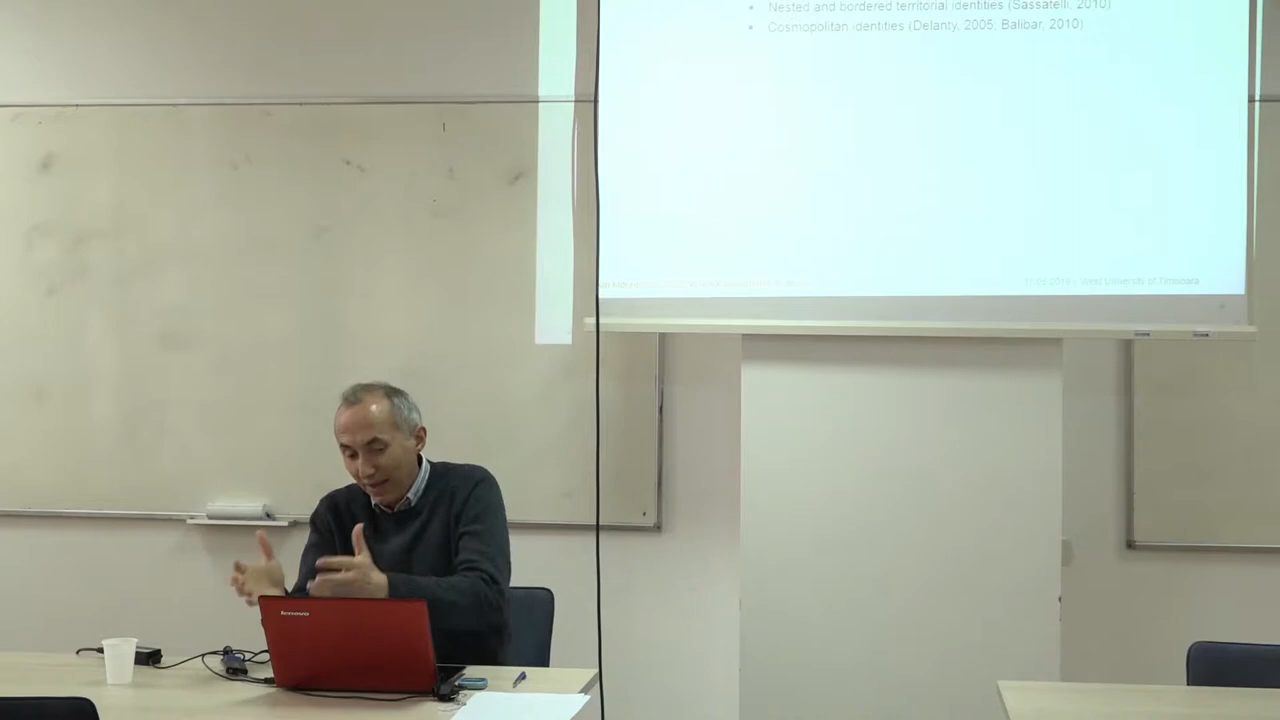 Nested and bordered territorial identities (Sassatelli, 2010)
Cosmopolitan identities (Delanty, 2005, Balibar, 2010)
West University of Timisoara
lenovo